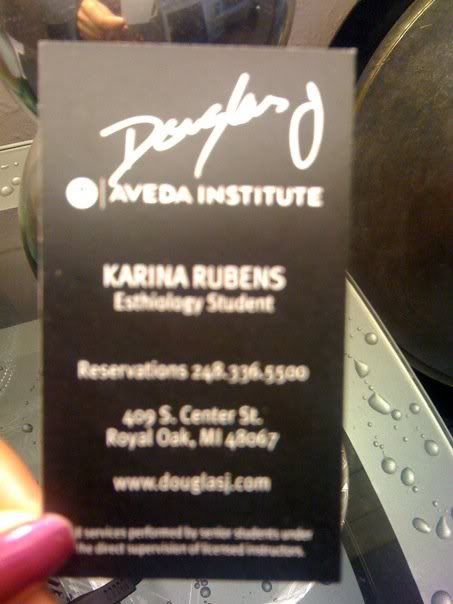 Douglas J
AVEDA INSTITUTE
KARINA RUBENS
Esthiology Student
Reservations 248.336.5500
409 S. Center St.
Royal Oak, MI 48067
www.douglasj.com
services performed by senior students under
the direct supervision of licensed instructors.